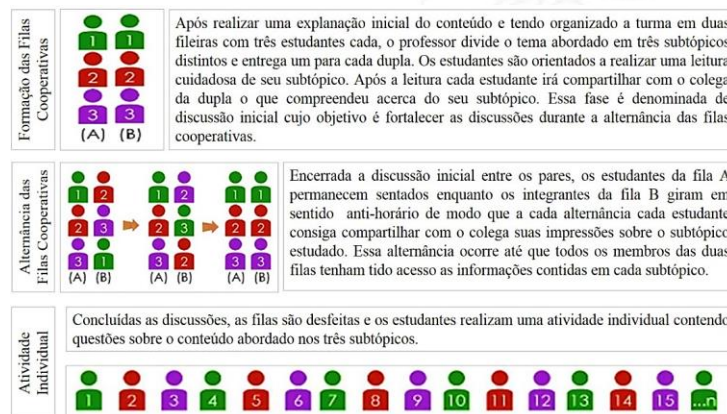 Formação das Filas
Cooperativas
1 1
2 2
3 3
(A) (B)
Após realizar uma explanação inicial do conteúdo e tendo organizado a turma em duas
fileiras com três estudantes cada, o professor divide o tema abordado em três subtópicos
distintos e entrega um para cada dupla. Os estudantes são orientados a realizar uma leitura
cuidadosa de seu subtópico. Após a leitura cada estudante irá compartilhar com o colega
da dupla o que compreendeu acerca do seu subtópico. Essa fase é denominada de
discussão inicial cujo objetivo é fortalecer as discussões durante a alternância das filas
cooperativas.
Alternância das
Filas Cooperativas
1 2 1 2 1 1
2 3 2 3 2 2
3 1 3 2 3 3
(A) (B) (A) (B) (A) (B)
Encerrada a discussão inicial entre os pares, os estudantes da fila A
permanecem sentados enquanto os integrantes da fila B giram em
sentido anti-horário de modo que a cada alternância cada estudante
consiga compartilhar com o colega suas impressões sobre o subtópico
estudado. Essa alternância ocorre até que todos os membros das duas
filas tenham tido acesso as informações contidas em cada subtópico.
Atividade
Individual
Concluídas as discussões, as filas são desfeitas e os estudantes realizam uma atividade individual contendo
questões sobre o conteúdo abordado nos três subtópicos.
1 2 3 4 5 6 7 8 9 10 11 12 13 14 15 ...n